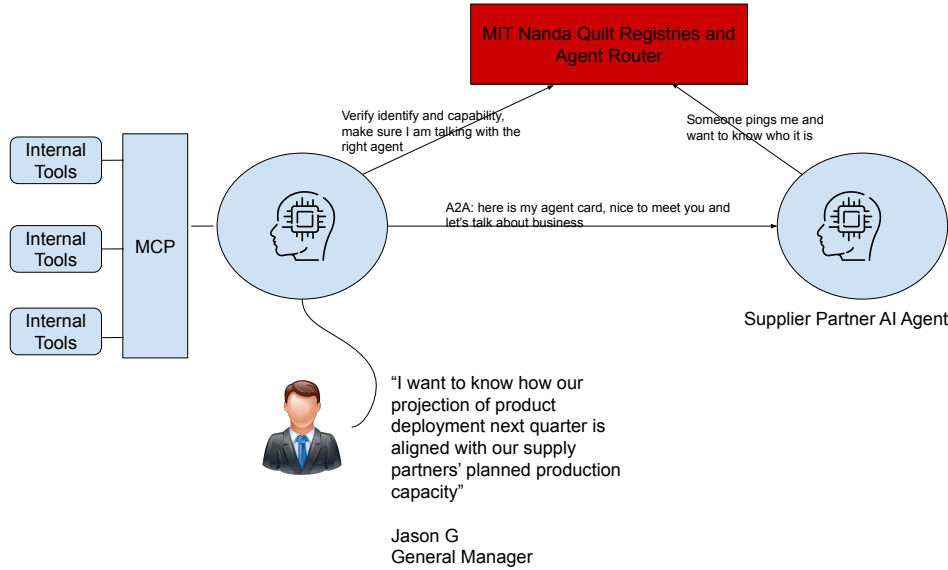 MIT Nanda Quilt Registries and
Agent Router
Verify identify and capability,
make sure I am talking with the
right agent
Someone pings me and
want to know who it is
Internal
Tools
Internal
Tools
Internal
Tools
MCP
A2A: here is my agent card, nice to meet you and
let’s talk about business
Supplier Partner AI Agent
“I want to know how our
projection of product
deployment next quarter is
aligned with our supply
partners’ planned production
capacity”
Jason G
General Manager